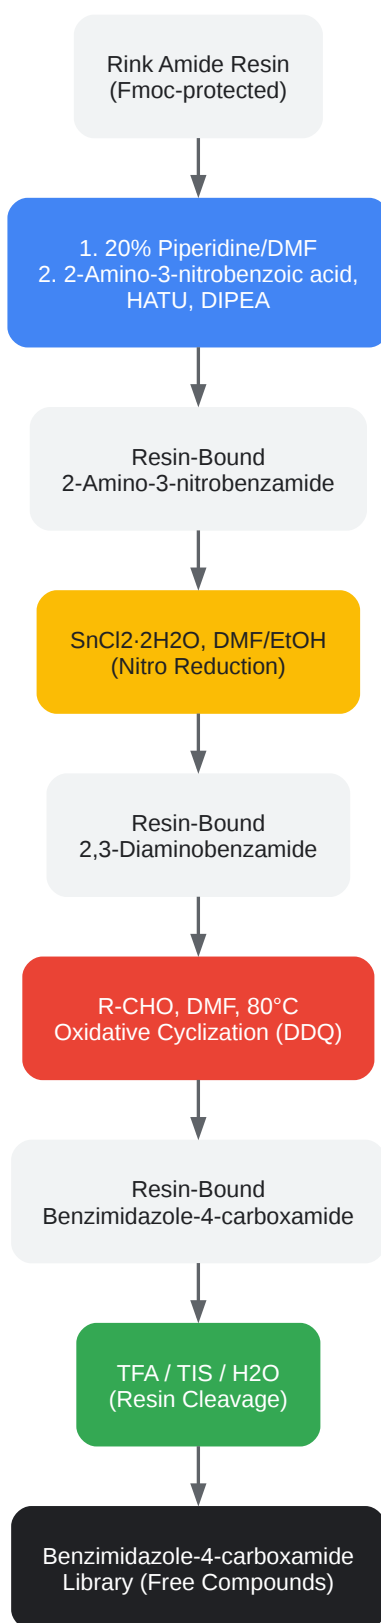 Rink Amide Resin
(Fmoc-protected)
1. 20% Piperidine/DMF
2. 2-Amino-3-nitrobenzoic acid,
HATU, DIPEA
Resin-Bound
2-Amino-3-nitrobenzamide
SnCl2·2H2O, DMF/EtOH
(Nitro Reduction)
Resin-Bound
2,3-Diaminobenzamide
R-CHO, DMF, 80°C
Oxidative Cyclization (DDQ)
Resin-Bound
Benzimidazole-4-carboxamide
TFA / TIS / H2O
(Resin Cleavage)
Benzimidazole-4-carboxamide
Library (Free Compounds)